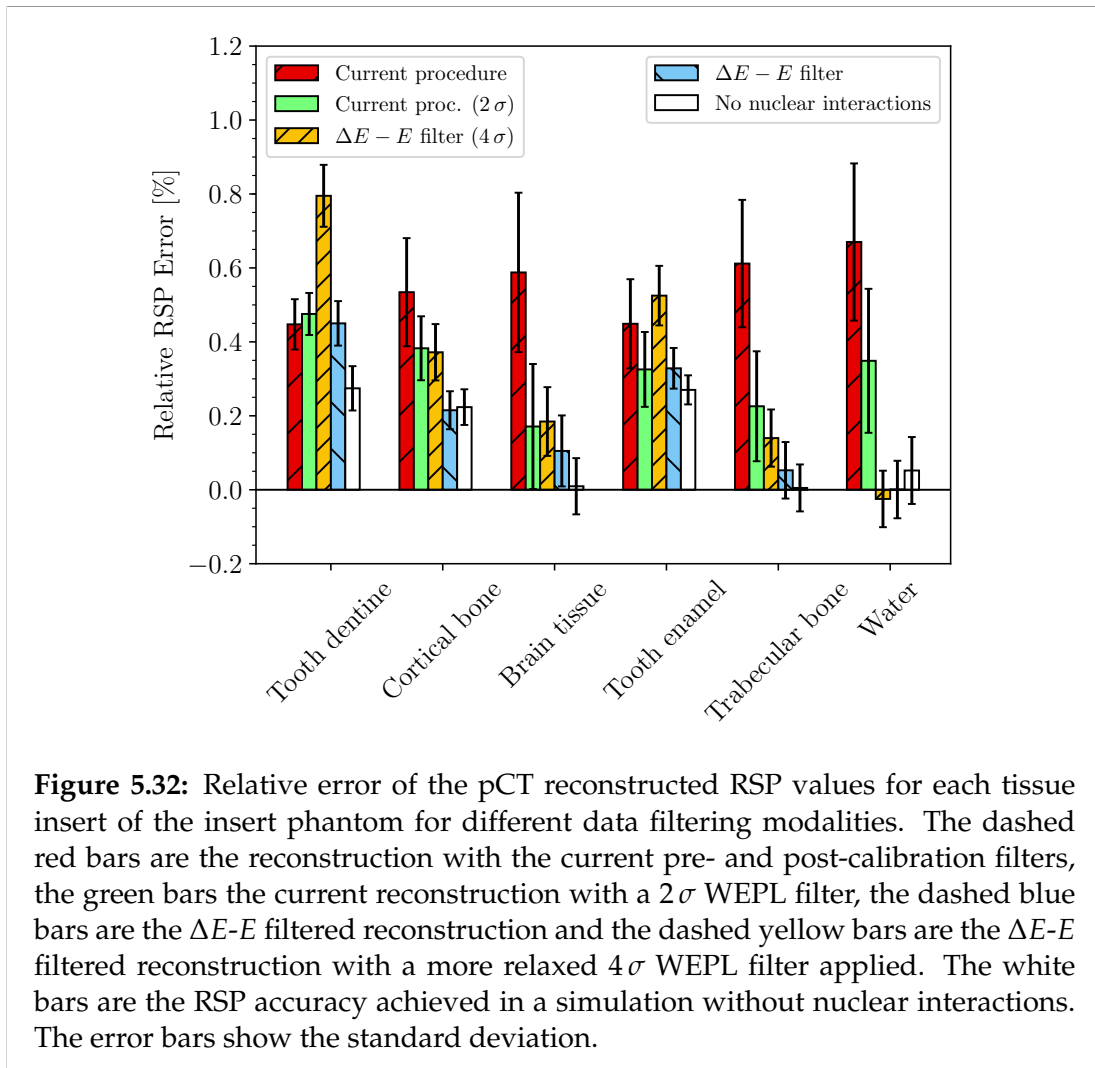 1.2
1.0
0.8
0.6
0.4
0.2
0.0
−0.2
Relative RSP Error [%]
Current procedure
Current proc. (2 σ)
ΔE − E filter (4 σ)
ΔE − E filter
No nuclear interactions
Tooth dentine
Cortical bone
Brain tissue
Tooth enamel
Trabecular bone
Water
Figure 5.32: Relative error of the pCT reconstructed RSP values for each tissue
insert of the insert phantom for different data filtering modalities. The dashed
red bars are the reconstruction with the current pre- and post-calibration filters,
the green bars the current reconstruction with a 2 σ WEPL filter, the dashed blue
bars are the ΔE-E filtered reconstruction and the dashed yellow bars are the ΔE-E
filtered reconstruction with a more relaxed 4 σ WEPL filter applied. The white
bars are the RSP accuracy achieved in a simulation without nuclear interactions.
The error bars show the standard deviation.